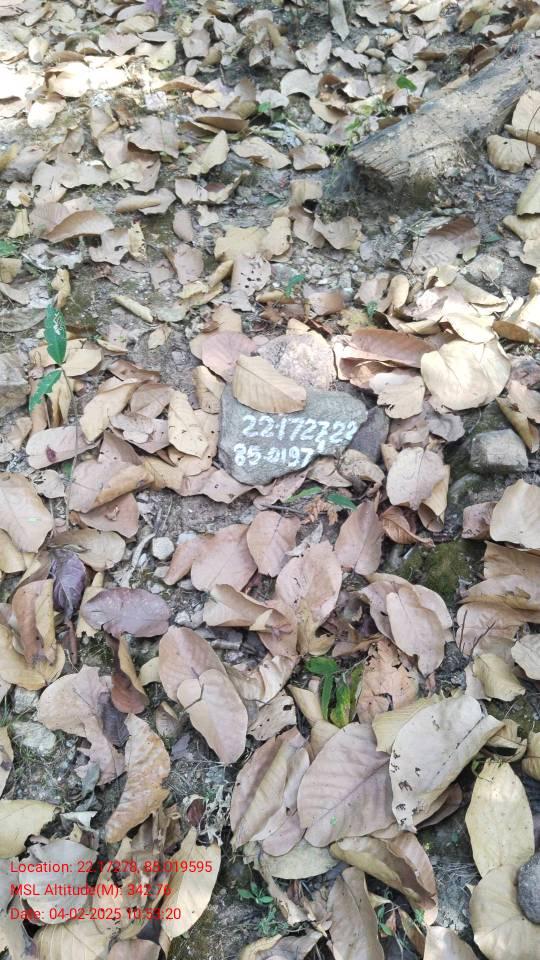 22172722
85.0197
Location: 22.17278, 85.019595
MSL Altitude(M): 342.76
Date: 04-02-2025 10:53:20